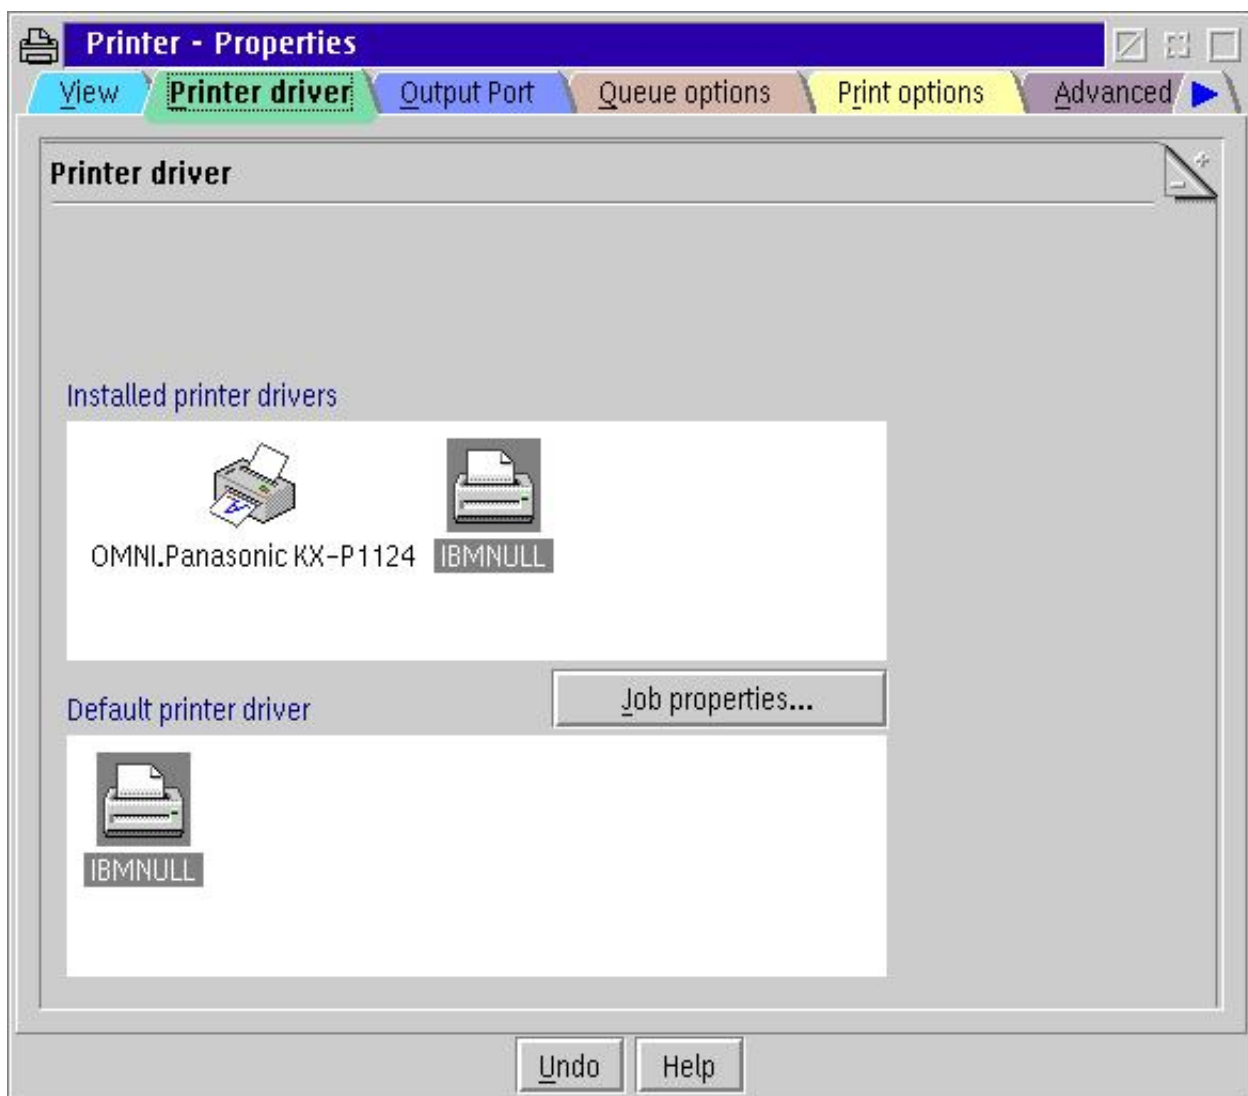 Printer - Properties
View Printer driver Output Port Queue options Print options Advanced
Printer driver
Installed printer drivers
OMNI.Panasonic KX-P1124 IBMNULL
Job properties...
Default printer driver
IBMNULL
Undo Help